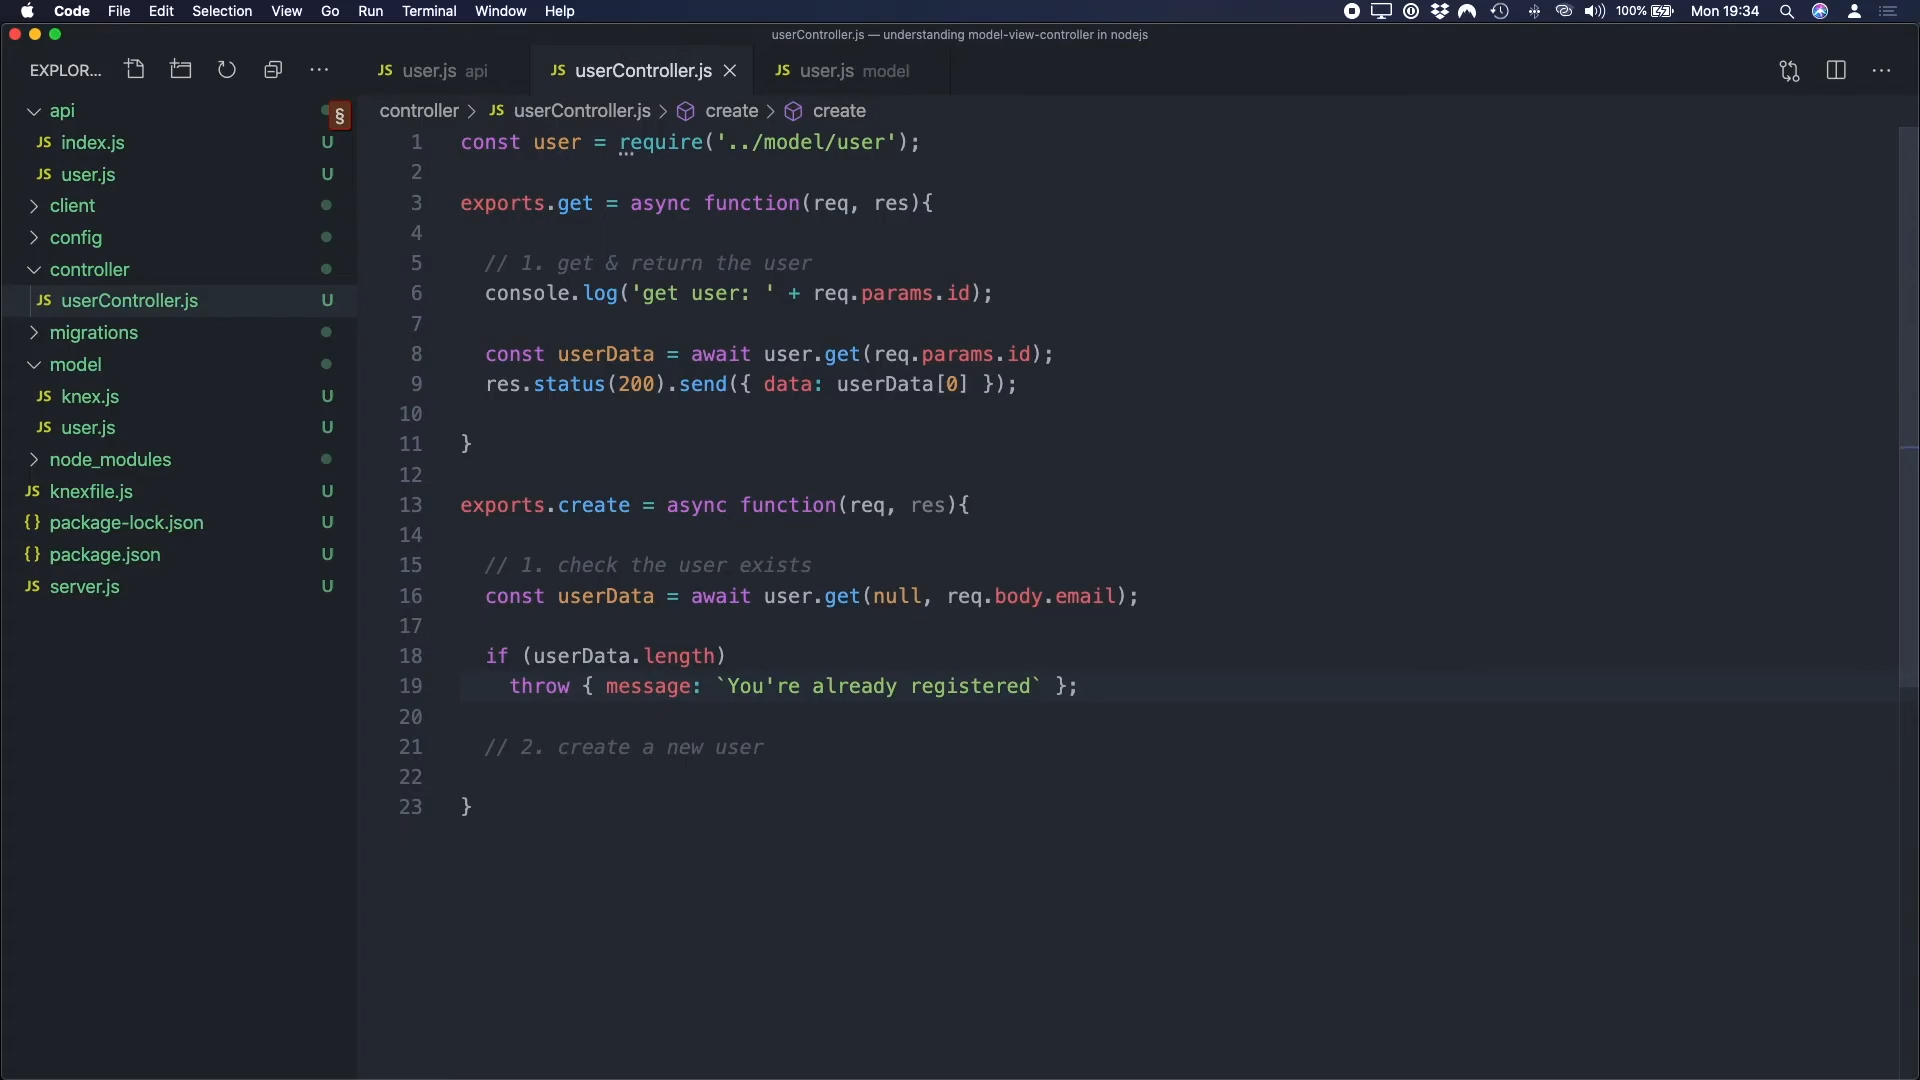 Code File Edit Selection View Go Run Terminal Window Help 100% Mon 19:34
userController.js — understanding model-view-controller in nodejs
EXPLOR...
JS user.js api
JS userController.js
JS user.js model
api
§
JS index.js U
JS user.js U
client
config
controller
JS userController.js U
migrations
model
JS knex.js U
JS user.js U
node_modules
JS knexfile.js U
{} package-lock.json U
{} package.json U
JS server.js U
controller > JS userController.js > create > create
1 const user = require('../model/user');
2
3 exports.get = async function(req, res){
4
5 // 1. get & return the user
6 console.log('get user: ' + req.params.id);
7
8 const userData = await user.get(req.params.id);
9 res.status(200).send({ data: userData[0] });
10
11 }
12
13 exports.create = async function(req, res){
14
15 // 1. check the user exists
16 const userData = await user.get(null, req.body.email);
17
18 if (userData.length)
19 throw { message: `You're already registered` };
20
21 // 2. create a new user
22
23 }